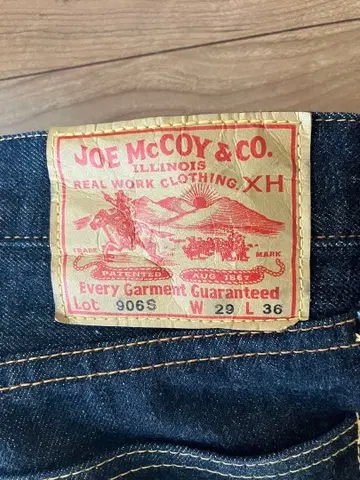 JOE McCOY & CO.
ILLINOIS
REAL WORK CLOTHING. XH
TRADE MARK
PATENTED AUG 1667
Every Garment Guaranteed
Lot 906S W 29 L 36